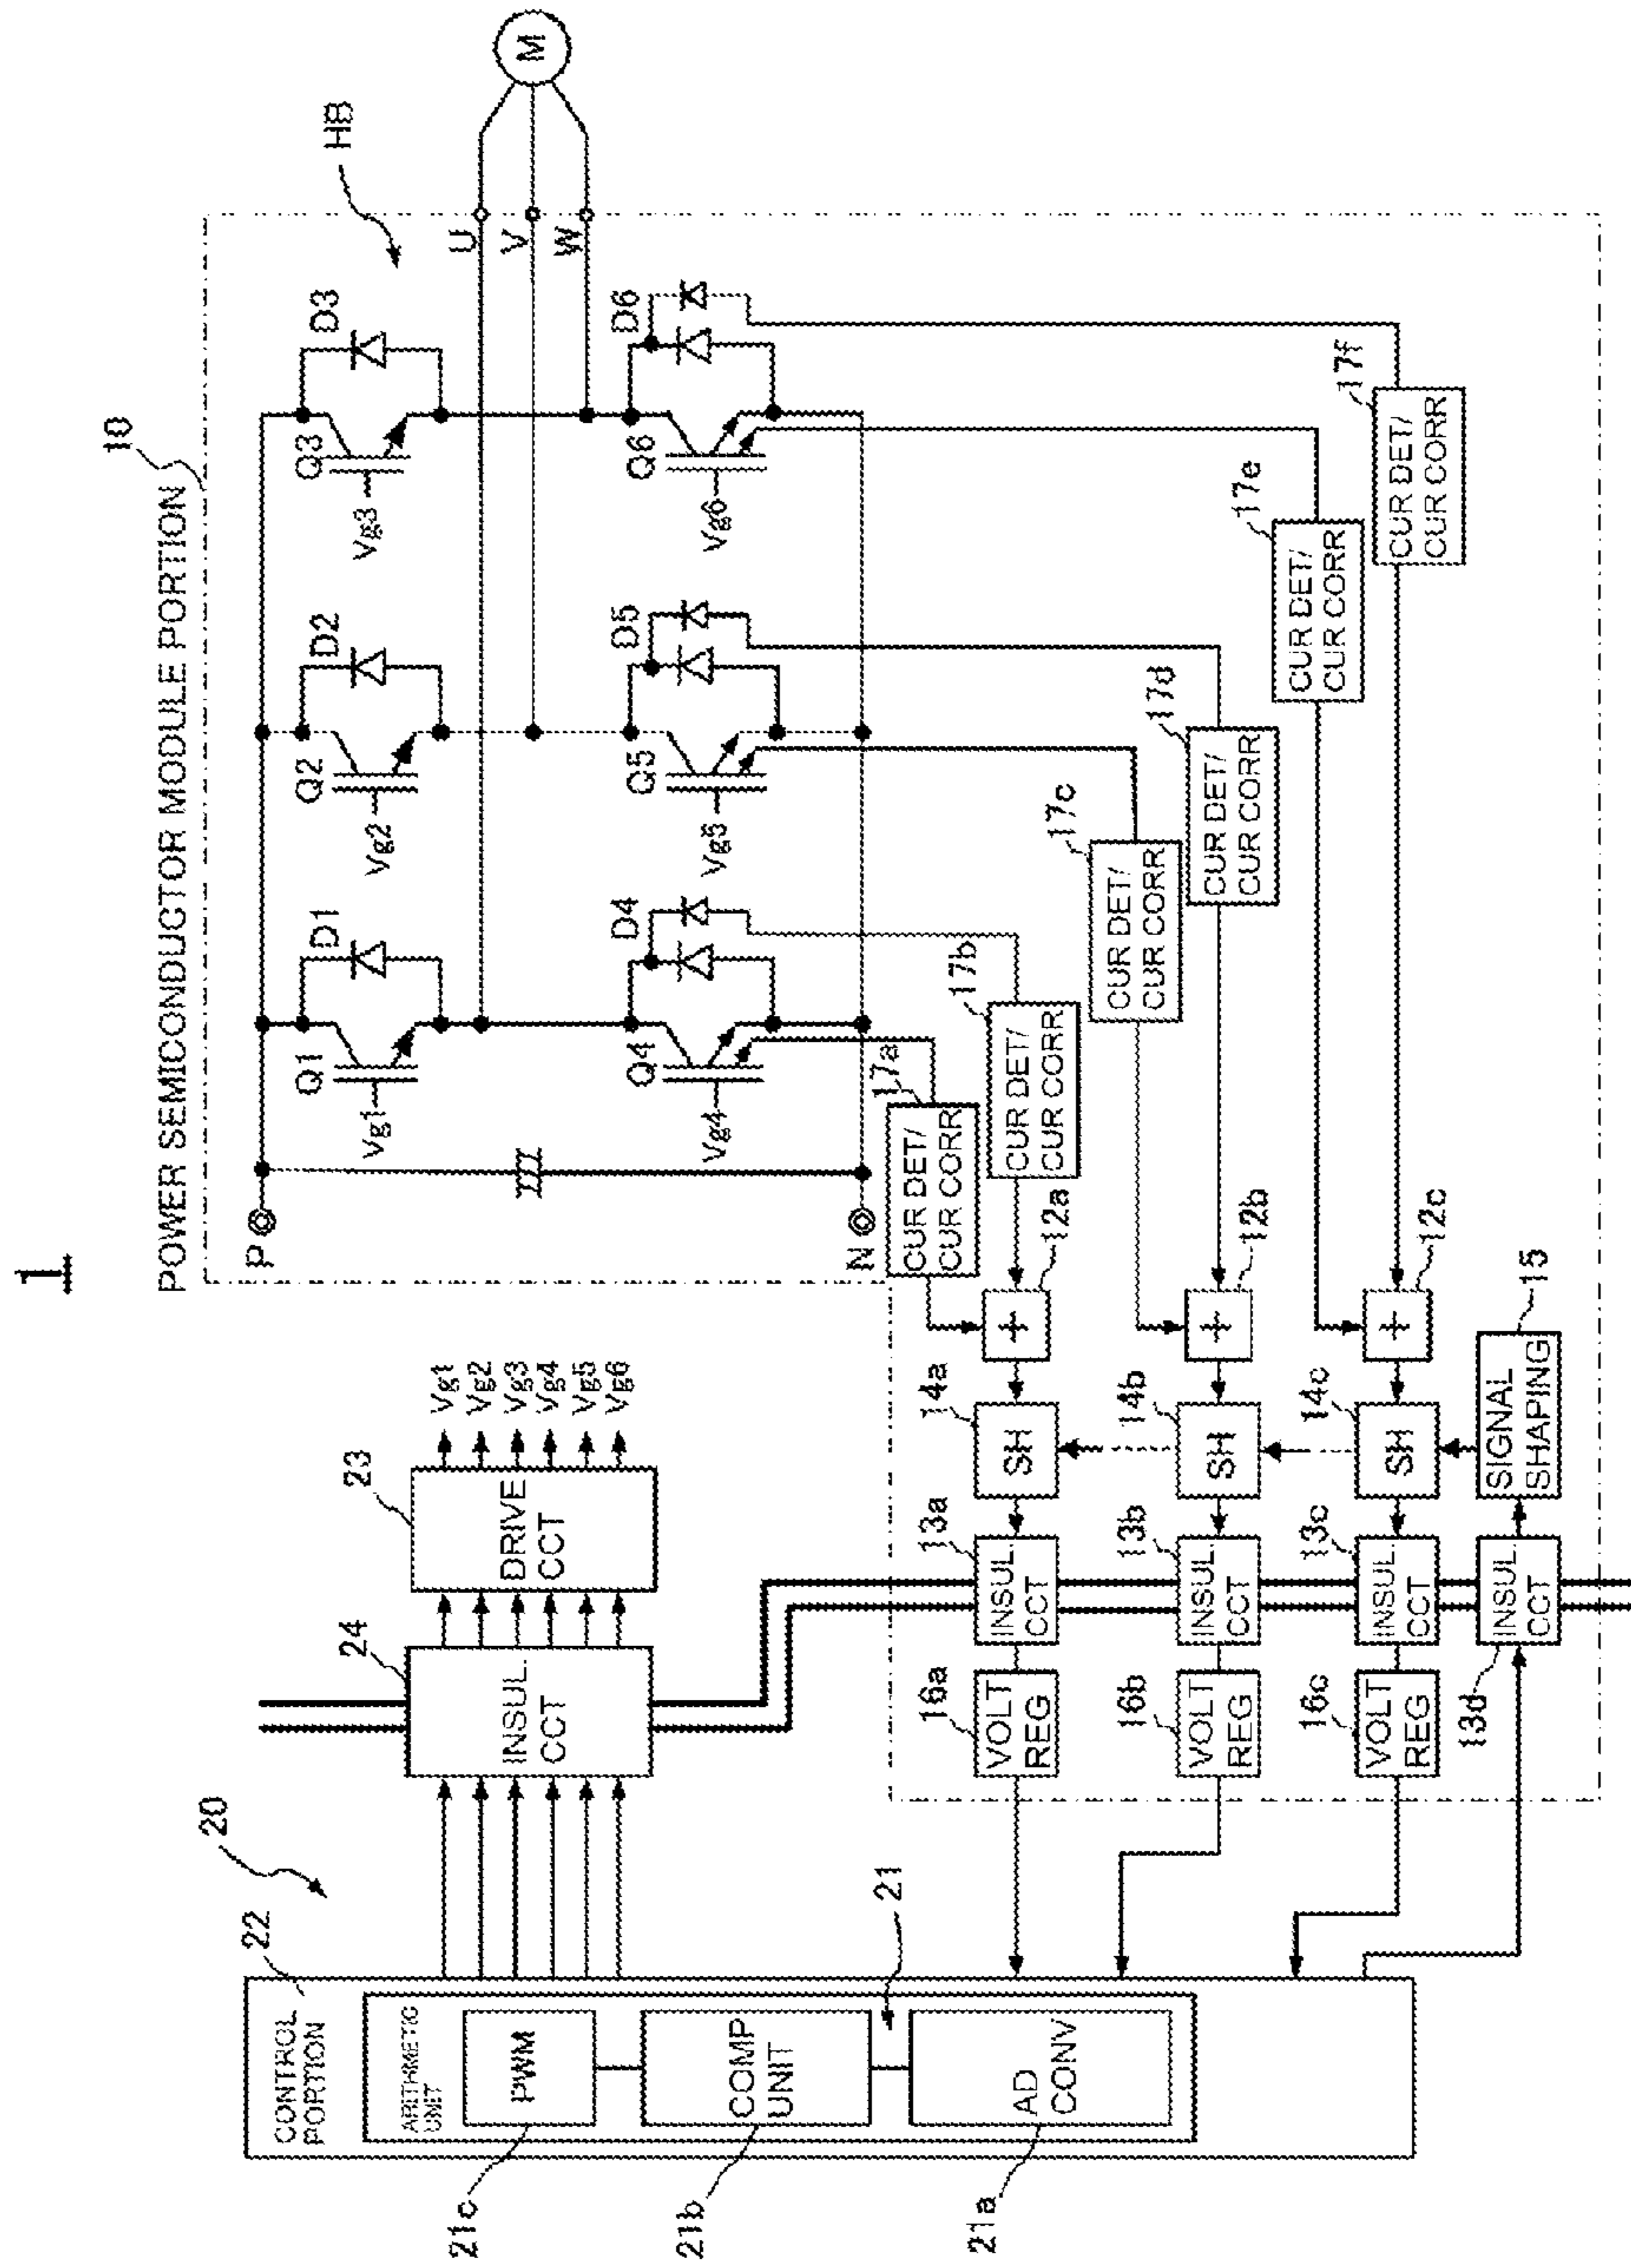 1
POWER SEMICONDUCTOR MODULE PORTION
10
HB
P
N
Q1
D1
Vg1
Q2
D2
Vg2
Q3
D3
Vg3
U
V
W
M
Q4
D4
Vg4
Q5
D5
Vg5
Q6
D6
Vg6
20
22
CONTROL
PORTION
ARITHMETIC
UNIT
PWM
21c
COMP
UNIT
21b
21
AD
CONV
21a
24
INSUL.
CCT
23
DRIVE
CCT
Vg1
Vg2
Vg3
Vg4
Vg5
Vg6
17a
CUR DET/
CUR CORR
17b
CUR DET/
CUR CORR
17c
CUR DET/
CUR CORR
17d
CUR DET/
CUR CORR
17e
CUR DET/
CUR CORR
17f
CUR DET/
CUR CORR
16a
VOLT
REG
13a
INSUL.
CCT
14a
SH
+
12a
16b
VOLT
REG
13b
INSUL.
CCT
14b
SH
+
12b
16c
VOLT
REG
13c
INSUL.
CCT
14c
SH
+
12c
13d
INSUL.
CCT
15
SIGNAL
SHAPING